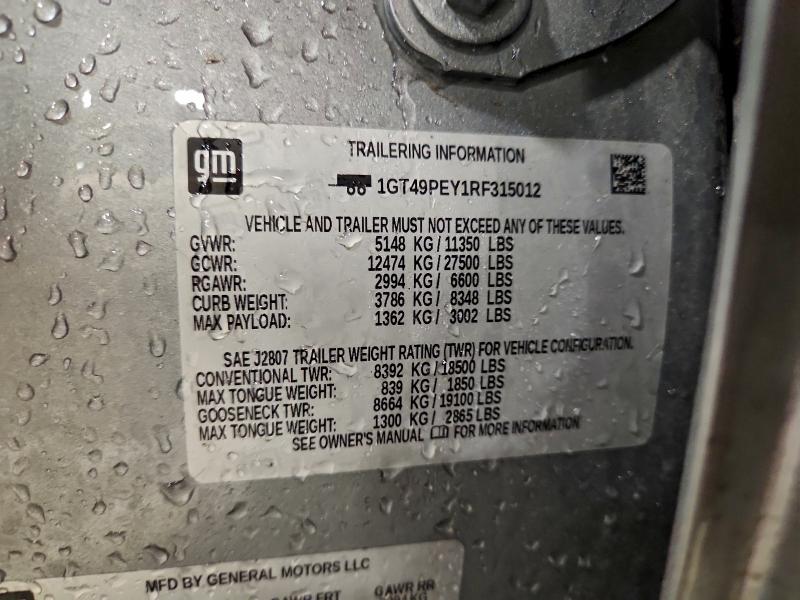 gm
TRAILERING INFORMATION
1GT49PEY1RF315012
VEHICLE AND TRAILER MUST NOT EXCEED ANY OF THESE VALUES.
GVWR: 5148 KG / 11350 LBS
GCWR: 12474 KG / 27500 LBS
RGAWR: 2994 KG / 6600 LBS
CURB WEIGHT: 3786 KG / 8348 LBS
MAX PAYLOAD: 1362 KG / 3002 LBS
SAE J2807 TRAILER WEIGHT RATING (TWR) FOR VEHICLE CONFIGURATION.
CONVENTIONAL TWR: 8392 KG / 18500 LBS
MAX TONGUE WEIGHT: 839 KG / 1850 LBS
GOOSENECK TWR: 8664 KG / 19100 LBS
MAX TONGUE WEIGHT: 1300 KG / 2865 LBS
SEE OWNER'S MANUAL FOR MORE INFORMATION
MFD BY GENERAL MOTORS LLC
GAWR RR